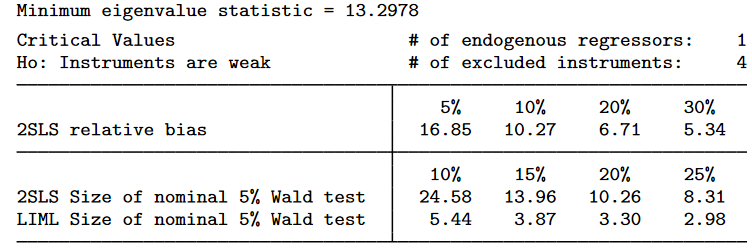 Minimum eigenvalue statistic = 13.2978
Critical Values # of endogenous regressors: 1
Ho: Instruments are weak # of excluded instruments: 4
5% 10% 20% 30%
2SLS relative bias 16.85 10.27 6.71 5.34
10% 15% 20% 25%
2SLS Size of nominal 5% Wald test 24.58 13.96 10.26 8.31
LIML Size of nominal 5% Wald test 5.44 3.87 3.30 2.98